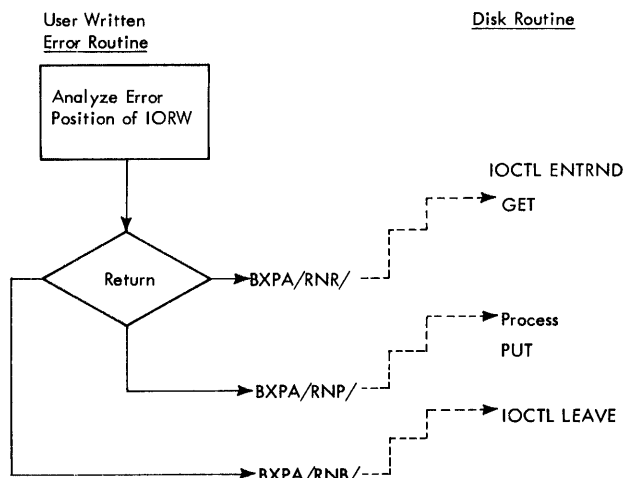 User Written
Error Routine
Disk Routine
Analyze Error
Position of IORW
IOCTL ENTRND
GET
Return
BXPA/RNR/
Process
PUT
BXPA/RNP/
IOCTL LEAVE
BXPA/RNB/